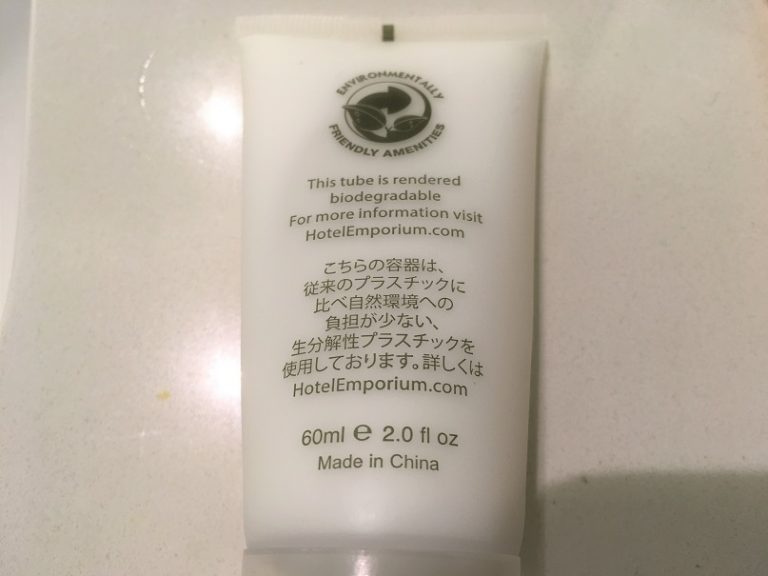 ENVIRONMENTALLY
FRIENDLY AMENITIES
This tube is rendered
biodegradable
For more information visit
HotelEmporium.com
こちらの容器は、
従来のプラスチックに
比べ自然環境への
負担が少ない、
生分解性プラスチックを
使用しております。詳しくは
HotelEmporium.com
60ml ℮ 2.0 fl oz
Made in China